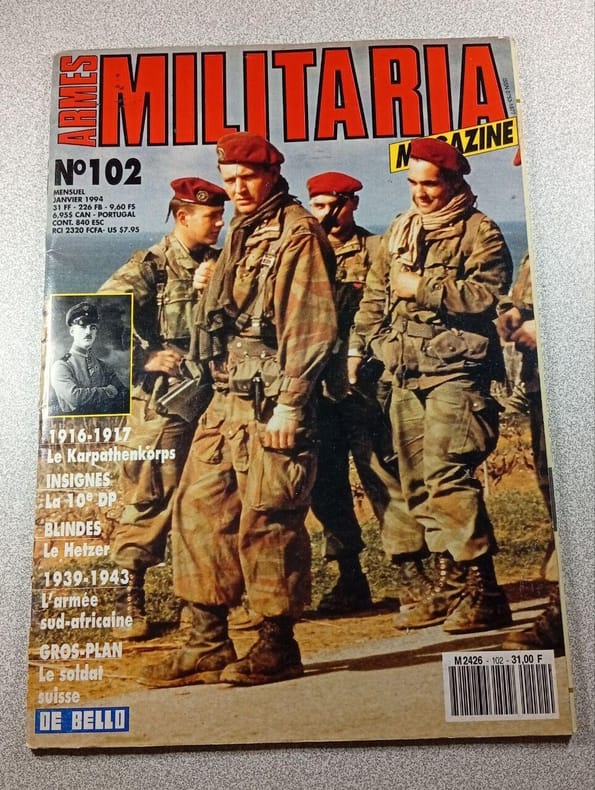 ARMES
MILITARIA
MAGAZINE
N°102
MENSUEL
JANVIER 1994
31 FF - 226 FB - 9,60 FS
6,95$ CAN - PORTUGAL
CONT. 840 ESC
RCI 2320 FCFA- US $7.95
1916-1917
Le Karpathenkorps
INSIGNES
La 10e DP
BLINDES
Le Hetzer
1939-1943
L'armée
sud-africaine
GROS-PLAN
Le soldat
suisse
DE BELLO
M 2426 - 102 - 31,00 F